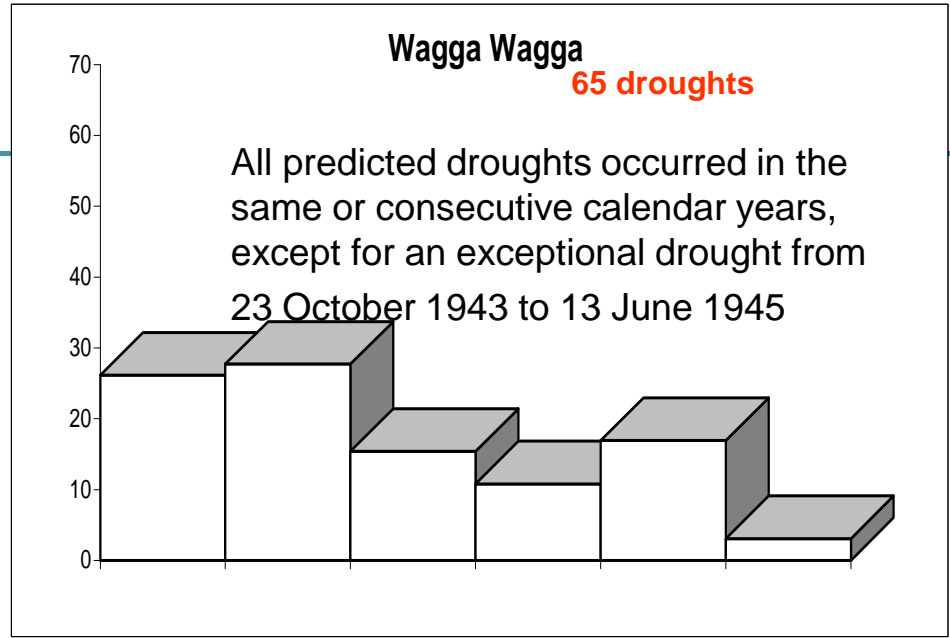 Wagga Wagga
65 droughts
All predicted droughts occurred in the
same or consecutive calendar years,
except for an exceptional drought from
23 October 1943 to 13 June 1945
70
60
50
40
30
20
10
0